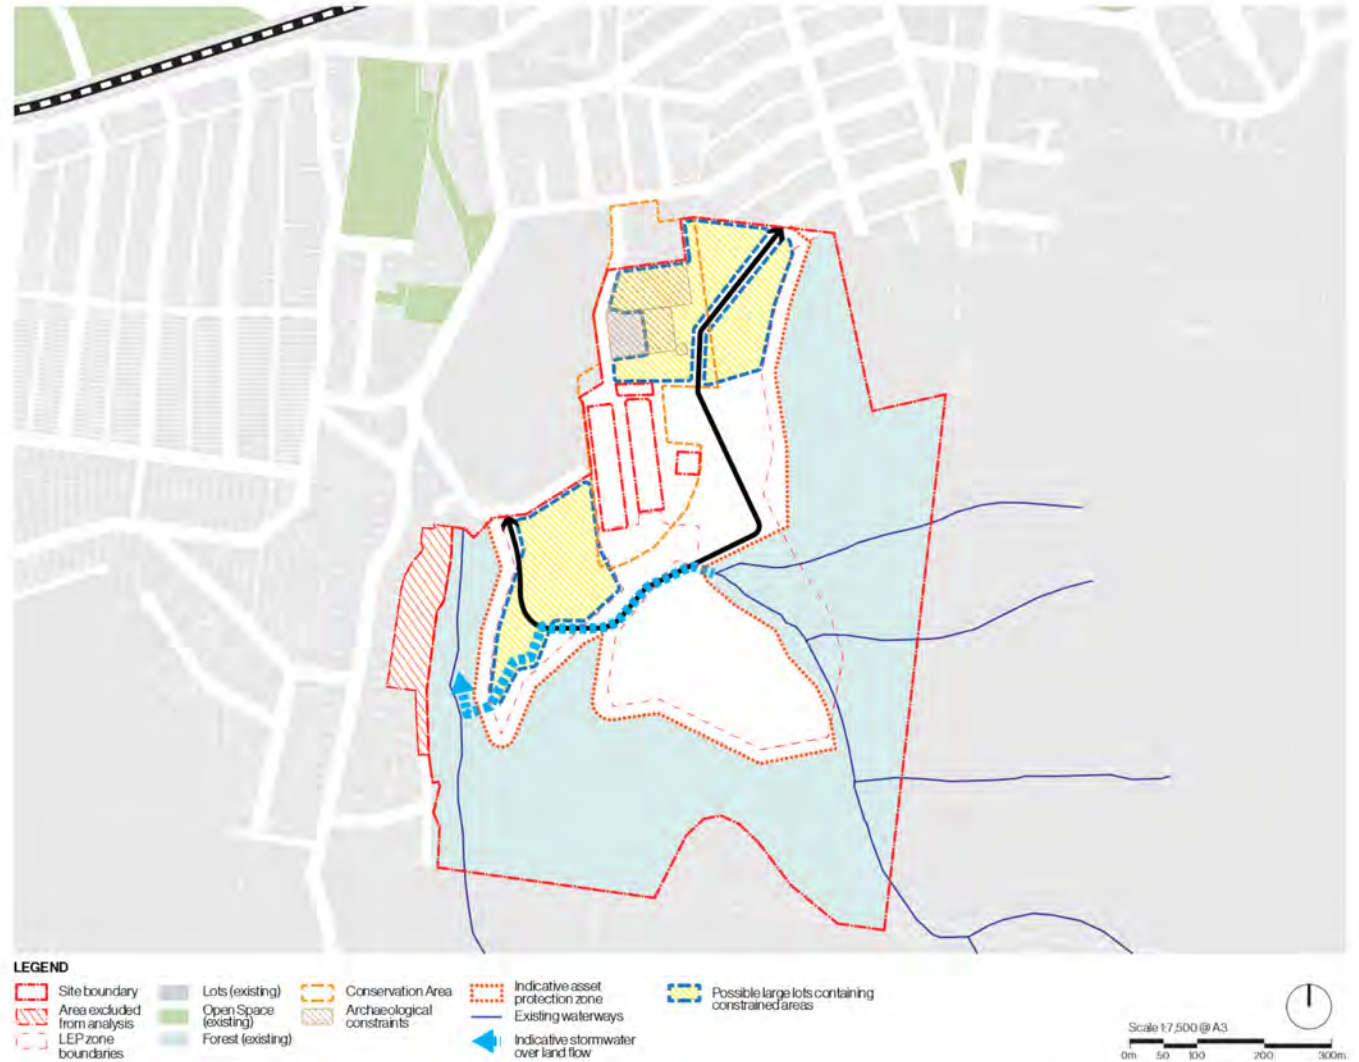 LEGEND
Site boundary
Area excluded
from analysis
LEP zone
boundaries
Lots (existing)
Open Space
(existing)
Forest (existing)
Conservation Area
Archaeological
constraints
Indicative asset
protection zone
Existing waterways
Indicative stormwater
over land flow
Possible large lots containing
constrained areas
Scale 1:7,500 @ A3
0m 50 100 200 300m